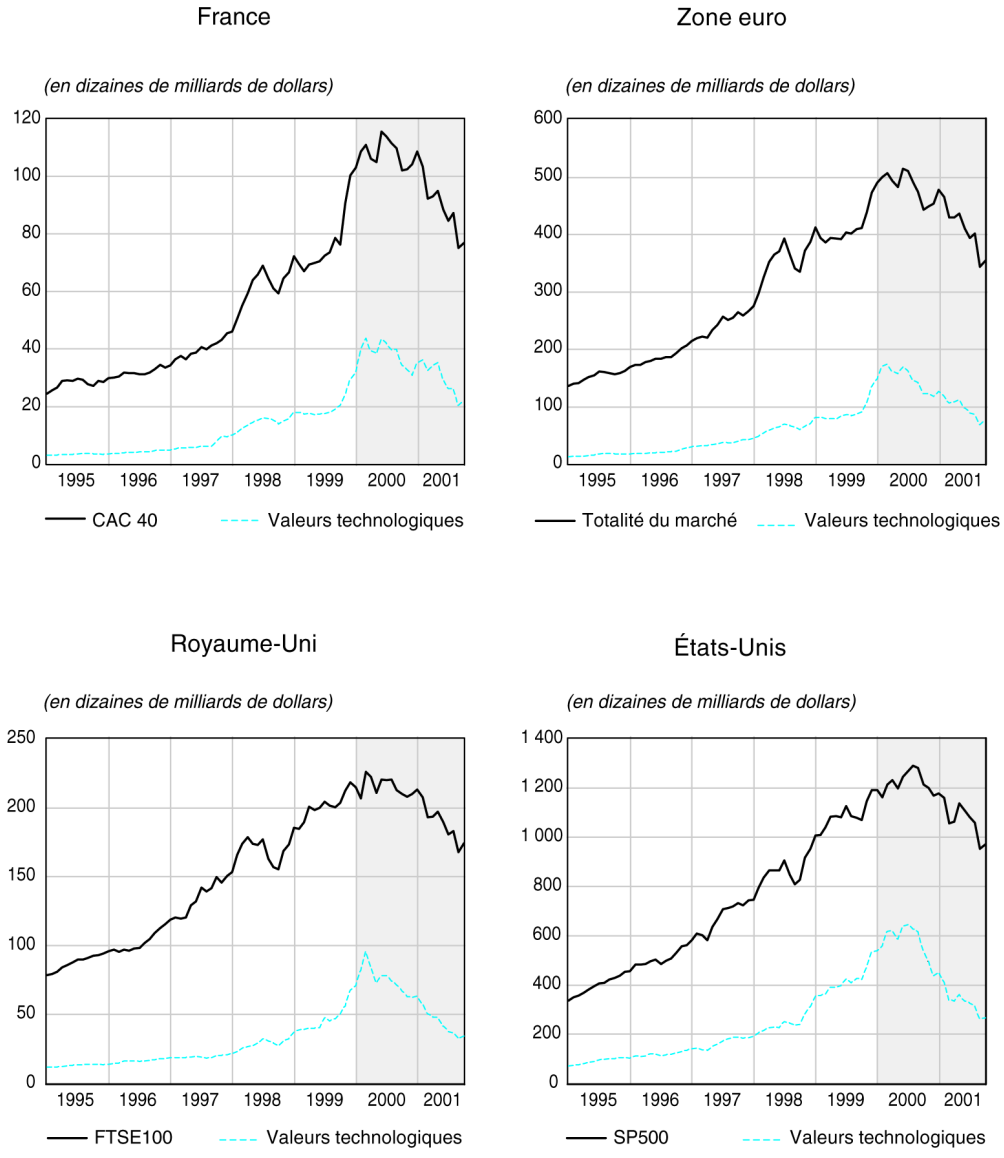 France
(en dizaines de milliards de dollars)
120
100
80
60
40
20
0
1995 1996 1997 1998 1999 2000 2001
CAC 40 Valeurs technologiques
Zone euro
(en dizaines de milliards de dollars)
600
500
400
300
200
100
0
1995 1996 1997 1998 1999 2000 2001
Totalité du marché Valeurs technologiques
Royaume-Uni
(en dizaines de milliards de dollars)
250
200
150
100
50
0
1995 1996 1997 1998 1999 2000 2001
FTSE100 Valeurs technologiques
États-Unis
(en dizaines de milliards de dollars)
1 400
1 200
1 000
800
600
400
200
0
1995 1996 1997 1998 1999 2000 2001
SP500 Valeurs technologiques